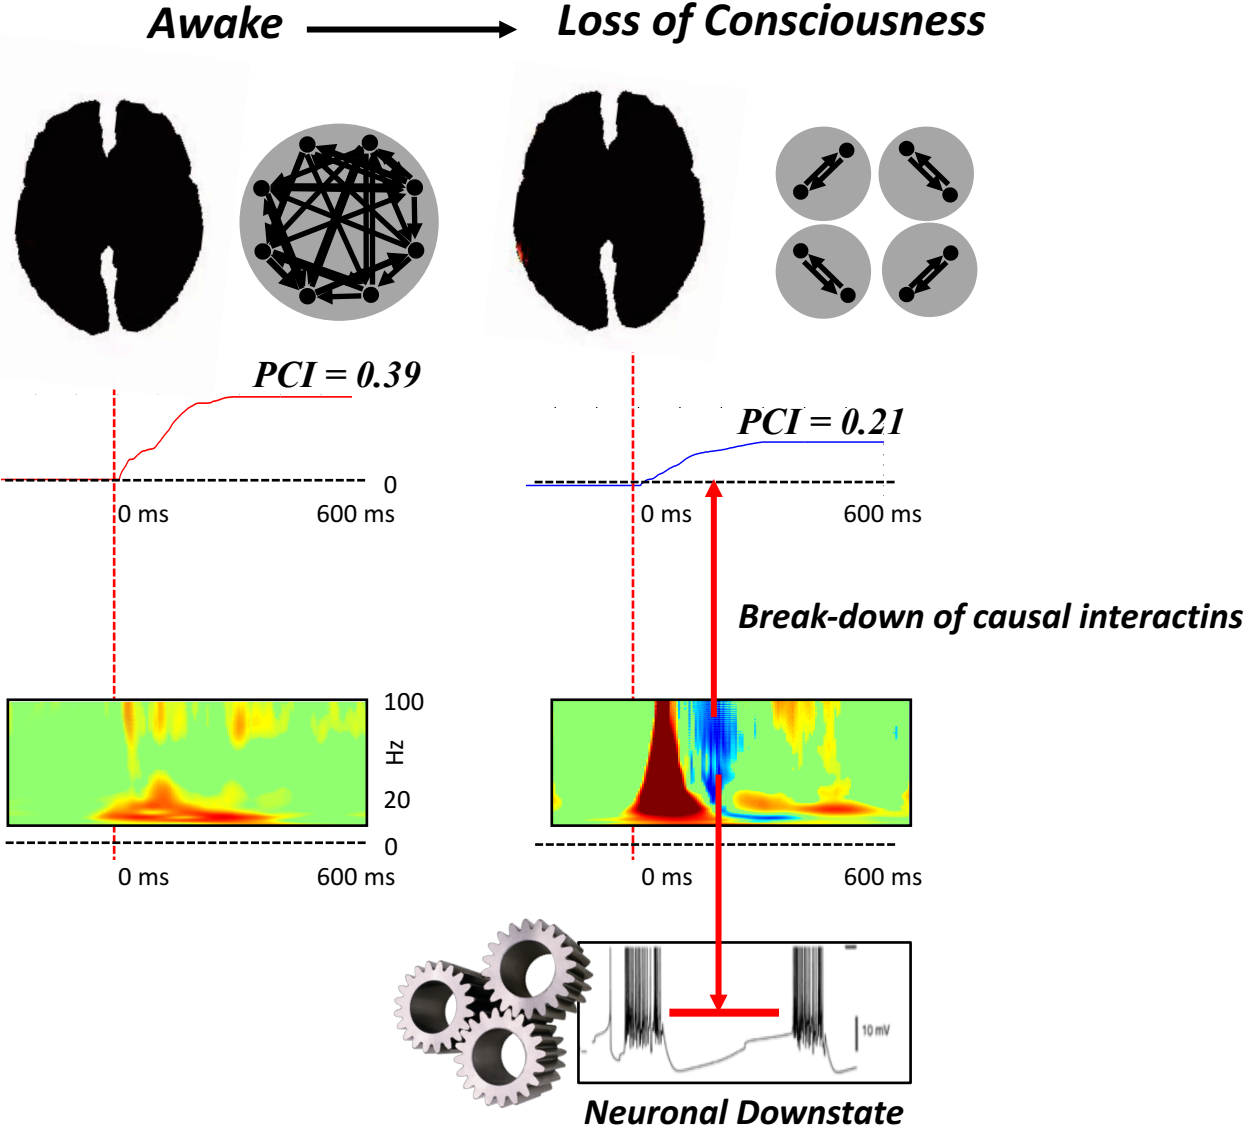 Awake
Loss of Consciousness
PCI = 0.39
0
0 ms
600 ms
PCI = 0.21
0 ms
600 ms
Break-down of causal interactins
100
Hz
20
0
0 ms
600 ms
0 ms
600 ms
10 mV
Neuronal Downstate